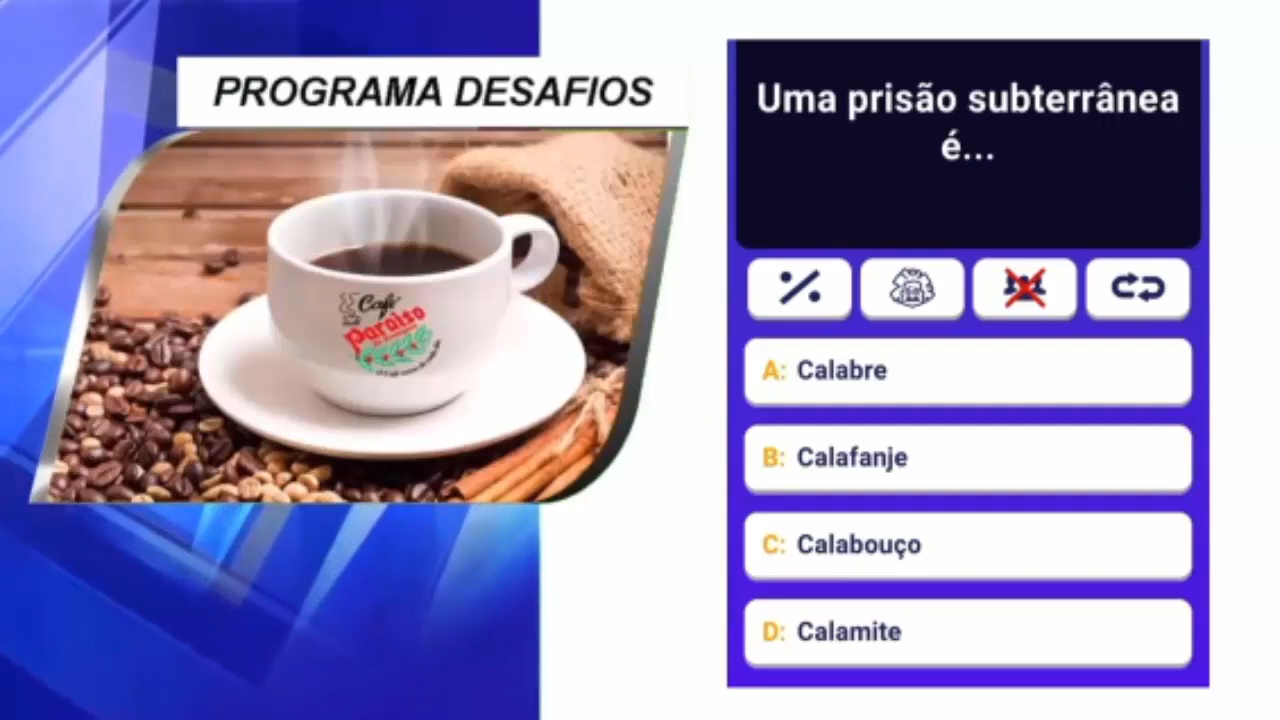 PROGRAMA DESAFIOS
Café
Paraíso
Uma prisão subterrânea
é...
A: Calabre
B: Calafanje
C: Calabouço
D: Calamite